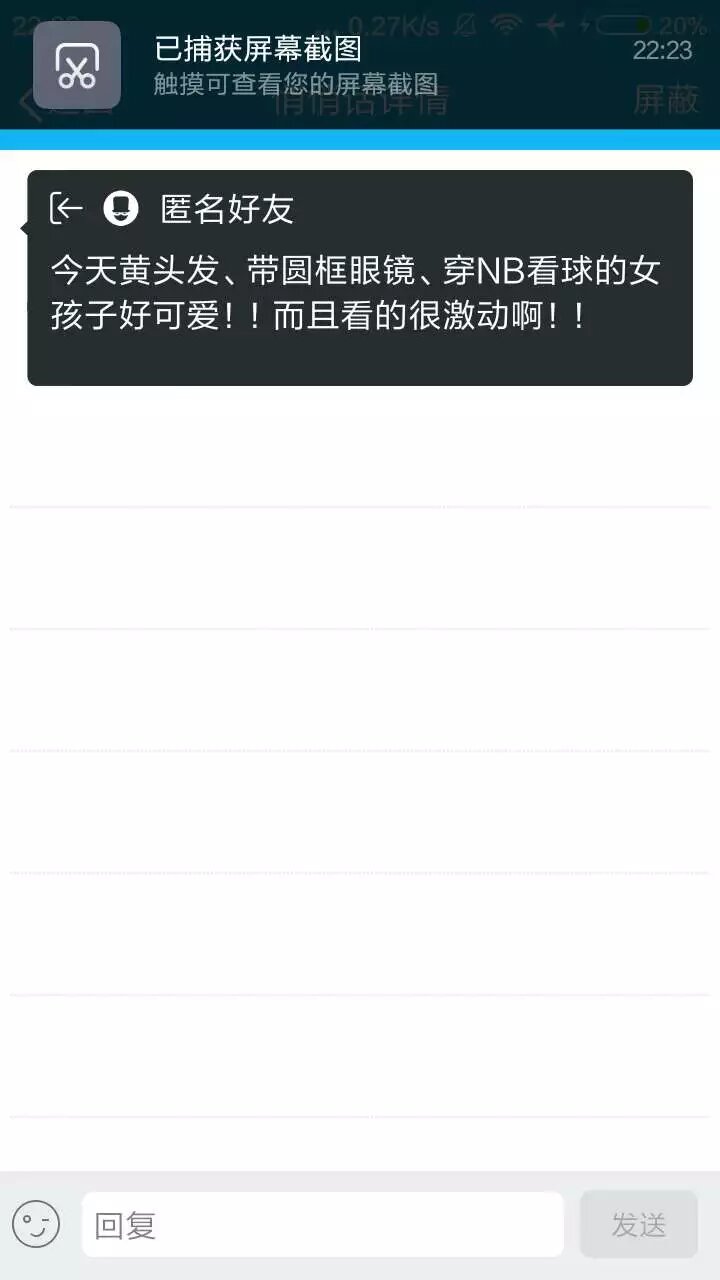 22:23
0.27K/s
20%
已捕获屏幕截图
触摸可查看您的屏幕截图
22:23
悄悄话详情
屏蔽
匿名好友
今天黄头发、带圆框眼镜、穿NB看球的女
孩子好可爱！！而且看的很激动啊！！
回复
发送